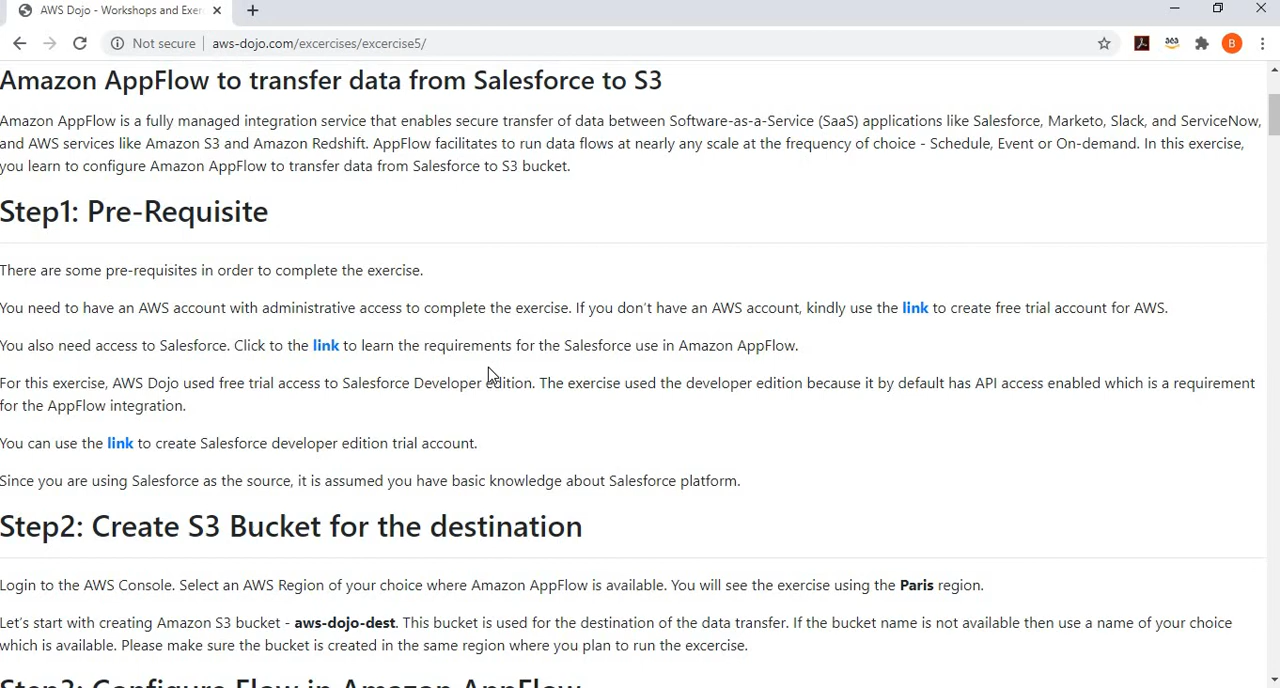 AWS Dojo - Workshops and Exer
Not secure
aws-dojo.com/excercises/excercise5/
B
Amazon AppFlow to transfer data from Salesforce to S3
Amazon AppFlow is a fully managed integration service that enables secure transfer of data between Software-as-a-Service (SaaS) applications like Salesforce, Marketo, Slack, and ServiceNow,
and AWS services like Amazon S3 and Amazon Redshift. AppFlow facilitates to run data flows at nearly any scale at the frequency of choice - Schedule, Event or On-demand. In this exercise,
you learn to configure Amazon AppFlow to transfer data from Salesforce to S3 bucket.
Step1: Pre-Requisite
There are some pre-requisites in order to complete the exercise.
You need to have an AWS account with administrative access to complete the exercise. If you don't have an AWS account, kindly use the link to create free trial account for AWS.
You also need access to Salesforce. Click to the link to learn the requirements for the Salesforce use in Amazon AppFlow.
For this exercise, AWS Dojo used free trial access to Salesforce Developer edition. The exercise used the developer edition because it by default has API access enabled which is a requirement
for the AppFlow integration.
You can use the link to create Salesforce developer edition trial account.
Since you are using Salesforce as the source, it is assumed you have basic knowledge about Salesforce platform.
Step2: Create S3 Bucket for the destination
Login to the AWS Console. Select an AWS Region of your choice where Amazon AppFlow is available. You will see the exercise using the Paris region.
Let's start with creating Amazon S3 bucket - aws-dojo-dest. This bucket is used for the destination of the data transfer. If the bucket name is not available then use a name of your choice
which is available. Please make sure the bucket is created in the same region where you plan to run the excercise.
Step3: Configure Flow in Amazon AppFlow